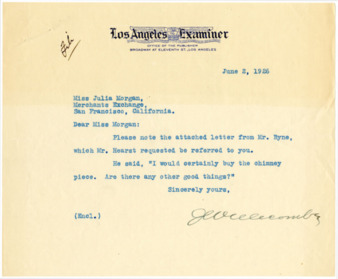 File
Los Angeles Examiner
OFFICE OF THE PUBLISHER
BROADWAY AT ELEVENTH ST, LOS ANGELES
June 2, 1926
Miss Julia Morgan,
Merchants Exchange,
San Francisco, California.
Dear Miss Morgan:
Please note the attached letter from Mr. Byne,
which Mr. Hearst requested be referred to you.
He said, "I would certainly buy the chimney
piece. Are there any other good things?"
Sincerely yours,
(Encl.)